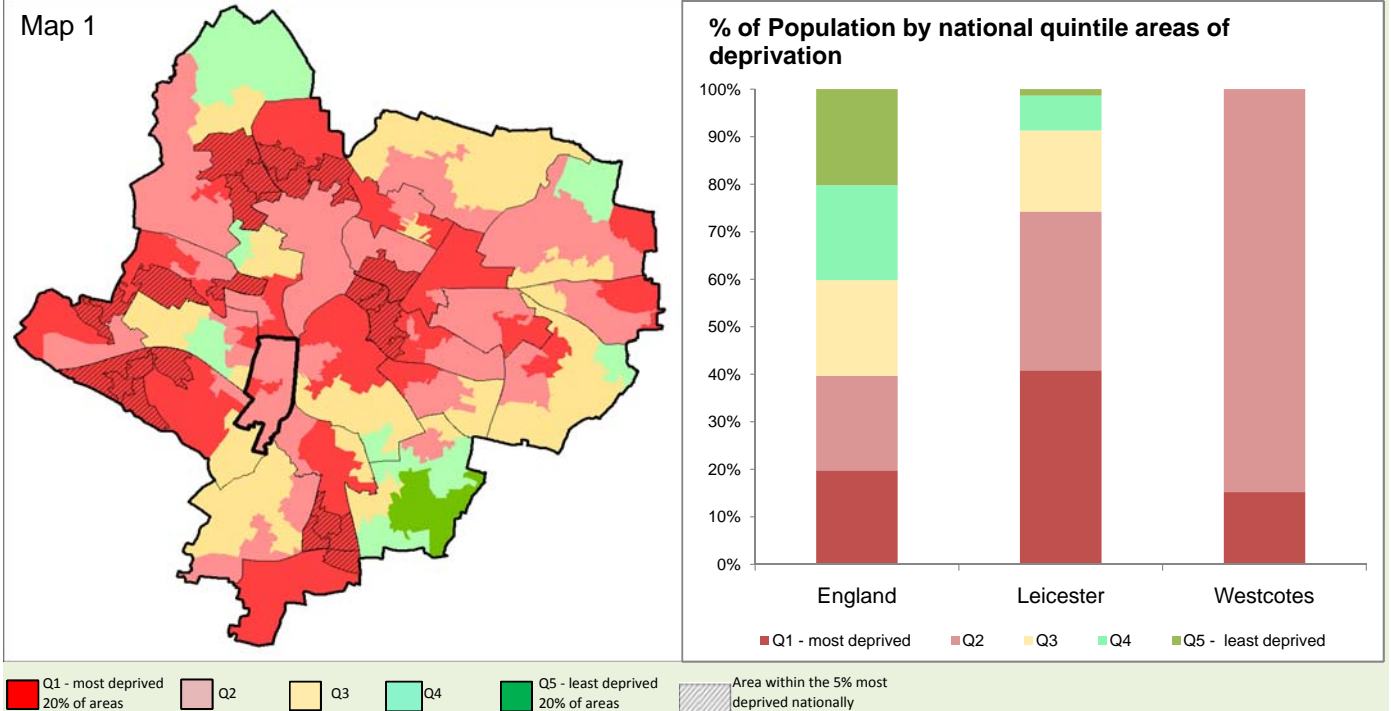 Map 1
% of Population by national quintile areas of
deprivation
100%
90%
80%
70%
60%
50%
40%
30%
20%
10%
0%
England
Leicester
Westcotes
Q1 - most deprived
Q2
Q3
Q4
Q5 - least deprived
Q1 - most deprived
20% of areas
Q2
Q3
Q4
Q5 - least deprived
20% of areas
Area within the 5% most
deprived nationally